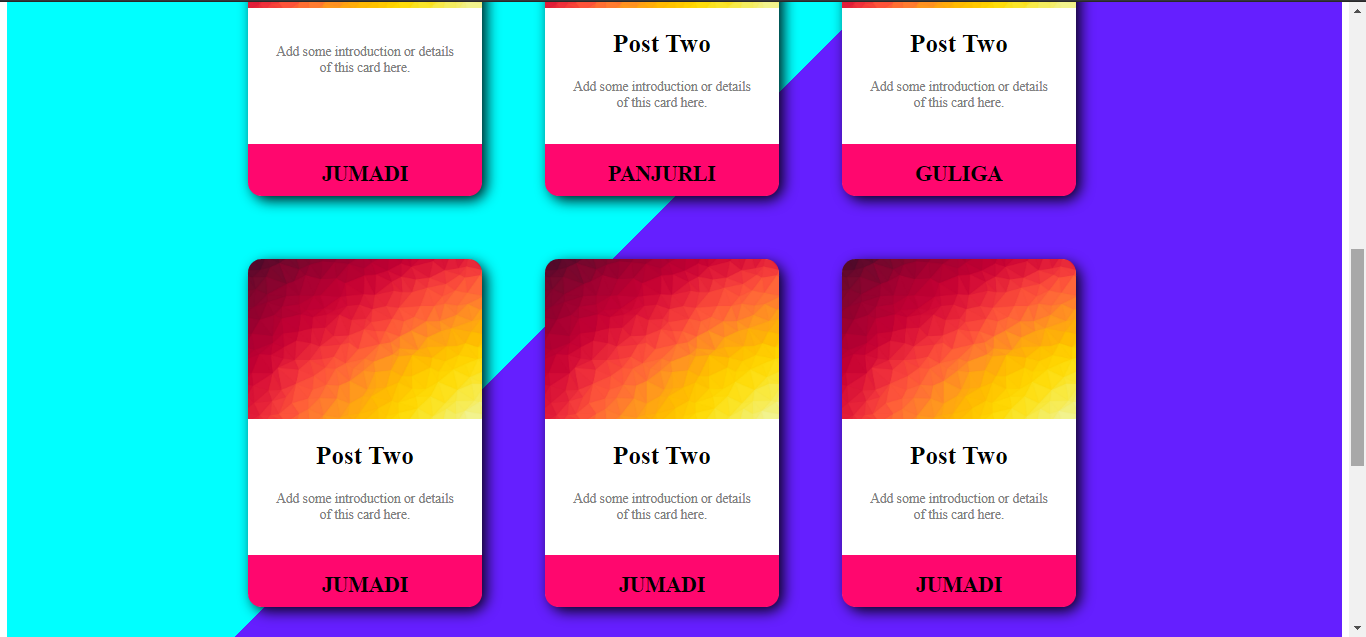 Add some introduction or details
of this card here.
JUMADI
Post Two
Add some introduction or details
of this card here.
PANJURLI
Post Two
Add some introduction or details
of this card here.
GULIGA
Post Two
Add some introduction or details
of this card here.
JUMADI
Post Two
Add some introduction or details
of this card here.
JUMADI
Post Two
Add some introduction or details
of this card here.
JUMADI